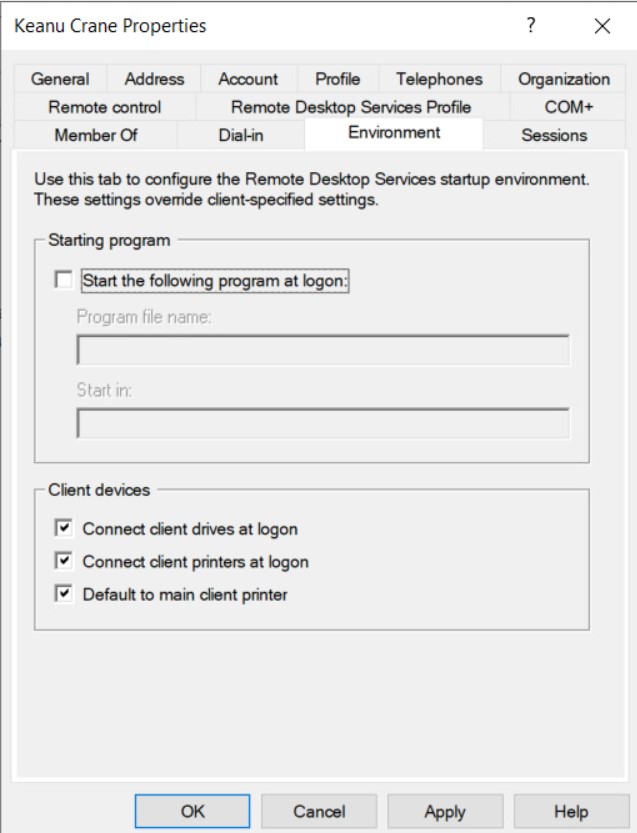 Keanu Crane Properties ?
General Address Account Profile Telephones Organization
Remote control Remote Desktop Services Profile COM+
Member Of Dial-in Environment Sessions
Use this tab to configure the Remote Desktop Services startup environment.
These settings override client-specified settings.
Starting program
Start the following program at logon:
Program file name:
Start in:
Client devices
Connect client drives at logon
Connect client printers at logon
Default to main client printer
OK Cancel Apply Help